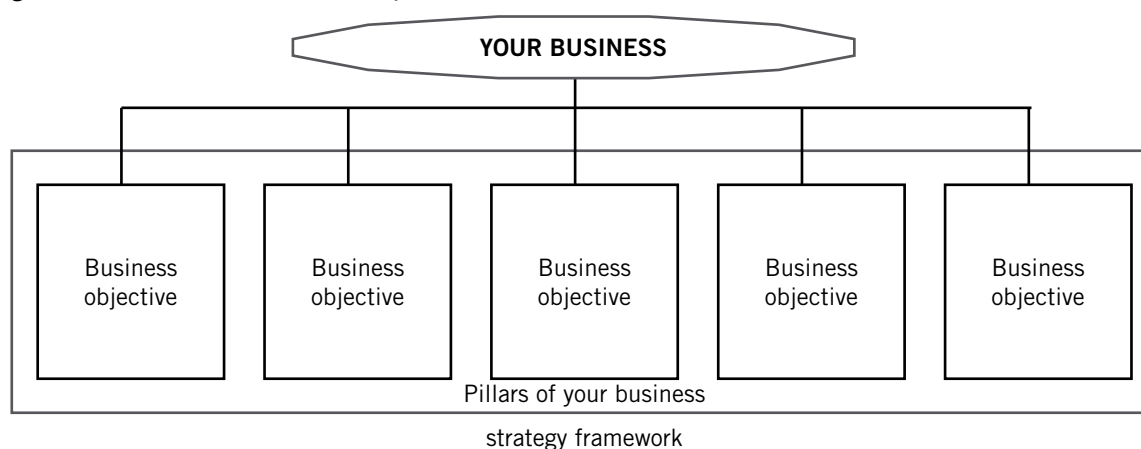 YOUR BUSINESS
Business
objective
Business
objective
Business
objective
Business
objective
Business
objective
Pillars of your business
strategy framework